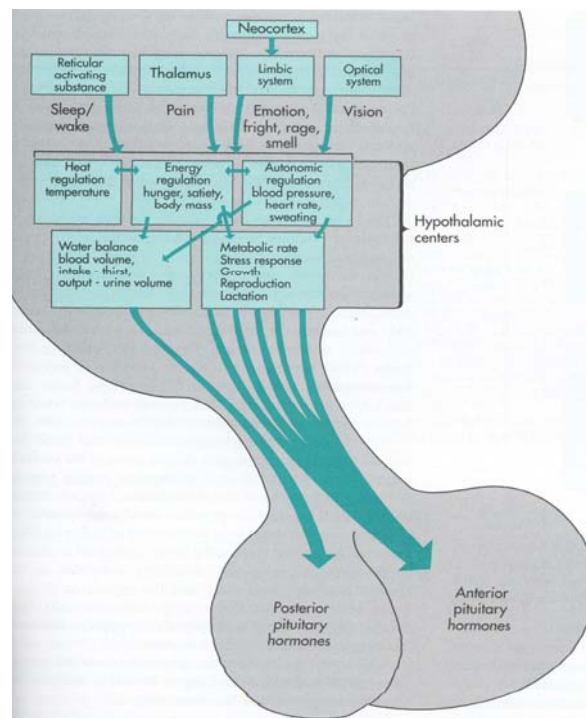 Neocortex
Reticular
activating
substance
Thalamus
Limbic
system
Optical
system
Sleep/
wake
Pain
Emotion,
fright, rage,
smell
Vision
Heat
regulation
temperature
Energy
regulation
hunger, satiety,
body mass
Autonomic
regulation
blood pressure,
heart rate,
sweating
Hypothalamic
centers
Water balance
blood volume,
intake - thirst,
output - urine volume
Metabolic rate
Stress response
Growth
Reproduction
Lactation
Posterior
pituitary
hormones
Anterior
pituitary
hormones